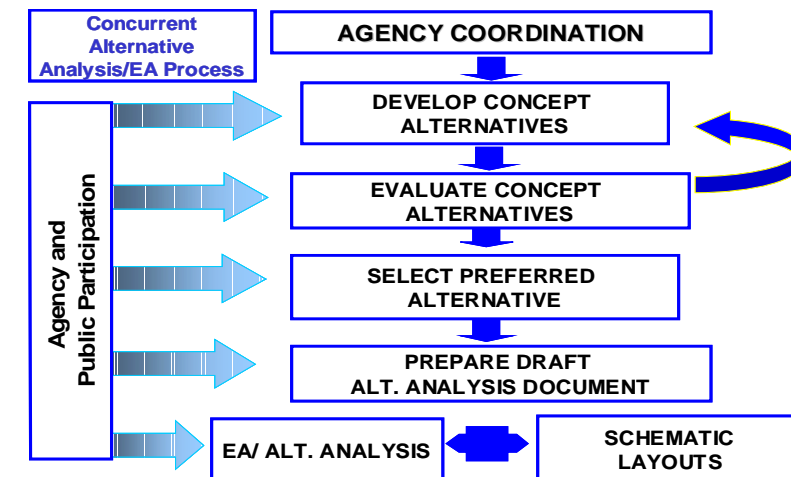 Concurrent
Alternative
Analysis/EA Process
AGENCY COORDINATION
DEVELOP CONCEPT
ALTERNATIVES
EVALUATE CONCEPT
ALTERNATIVES
SELECT PREFERRED
ALTERNATIVE
PREPARE DRAFT
ALT. ANALYSIS DOCUMENT
Agency and
Public Participation
EA/ ALT. ANALYSIS
SCHEMATIC
LAYOUTS